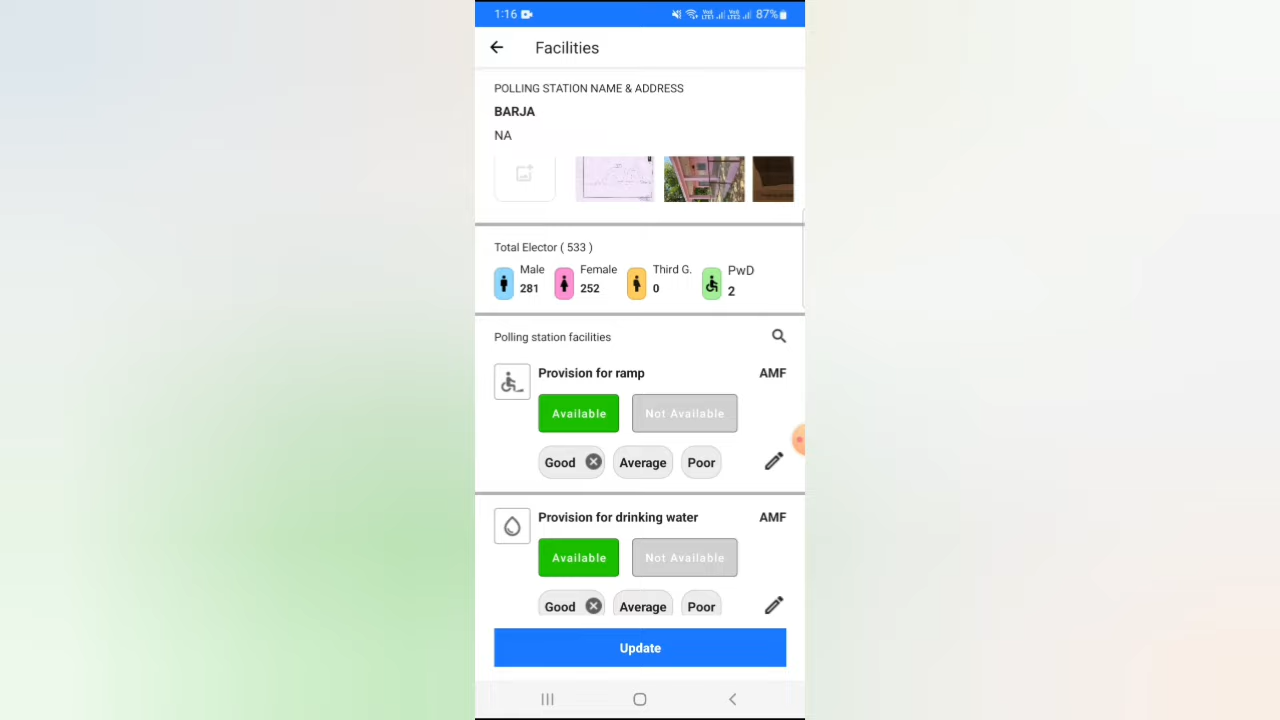 1:16 87%
Facilities
POLLING STATION NAME & ADDRESS
BARJA
NA
Total Elector ( 533 )
Male Female Third G. PwD
281 252 0 2
Polling station facilities
Provision for ramp AMF
Available Not Available
Good Average Poor
Provision for drinking water AMF
Available Not Available
Good Average Poor
Update